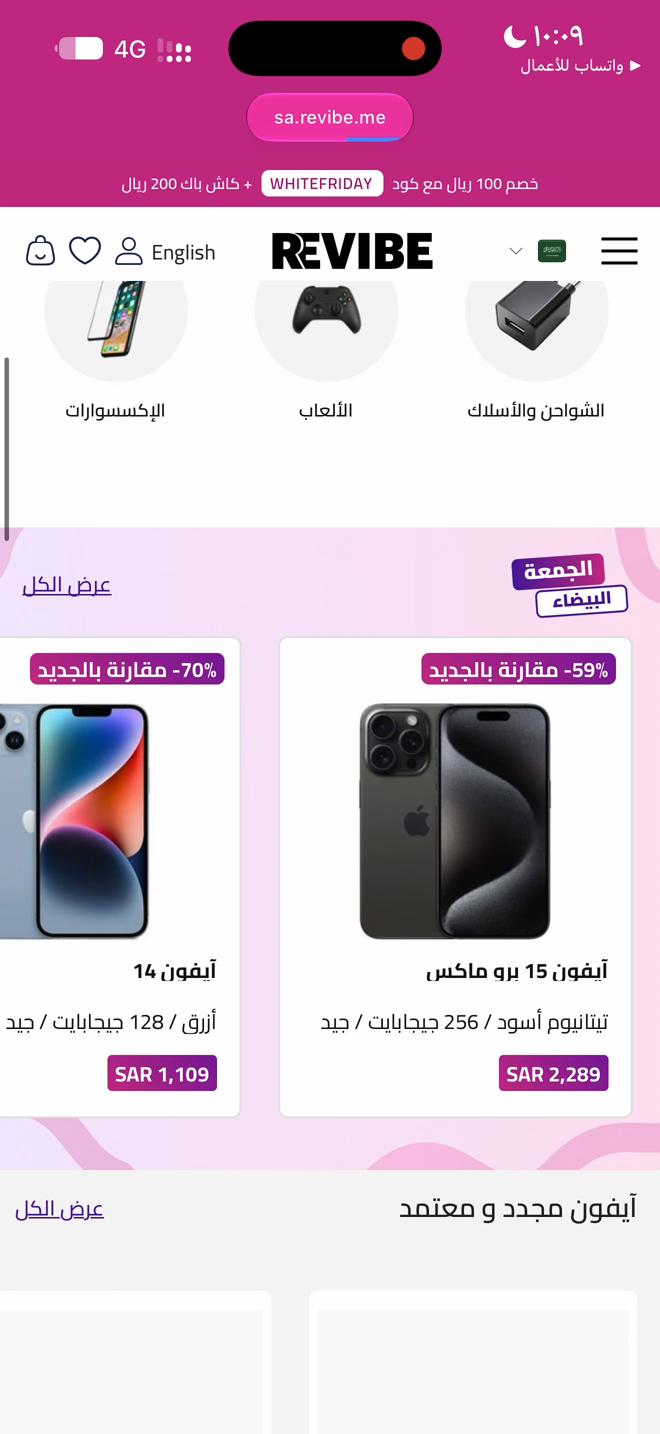 ١٠:٠٩
4G
◀ واتساب للأعمال
sa.revibe.me
خصم 100 ريال مع كود WHITEFRIDAY + كاش باك 200 ريال
REVIBE
English
الشواحن والأسلاك
الألعاب
الإكسسوارات
الجمعة
البيضاء
عرض الكل
-59% مقارنة بالجديد
آيفون 15 برو ماكس
تيتانيوم أسود / 256 جيجابايت / جيد
SAR 2,289
-70% مقارنة بالجديد
آيفون 14
أزرق / 128 جيجابايت / جيد
SAR 1,109
آيفون مجدد و معتمد
عرض الكل